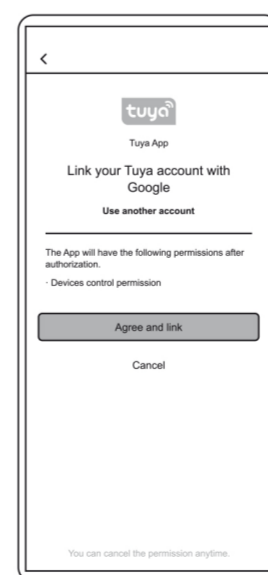 <
tuya
Tuya App
Link your Tuya account with
Google
Use another account
The App will have the following permissions after
authorization.
· Devices control permission
Agree and link
Cancel
You can cancel the permission anytime.